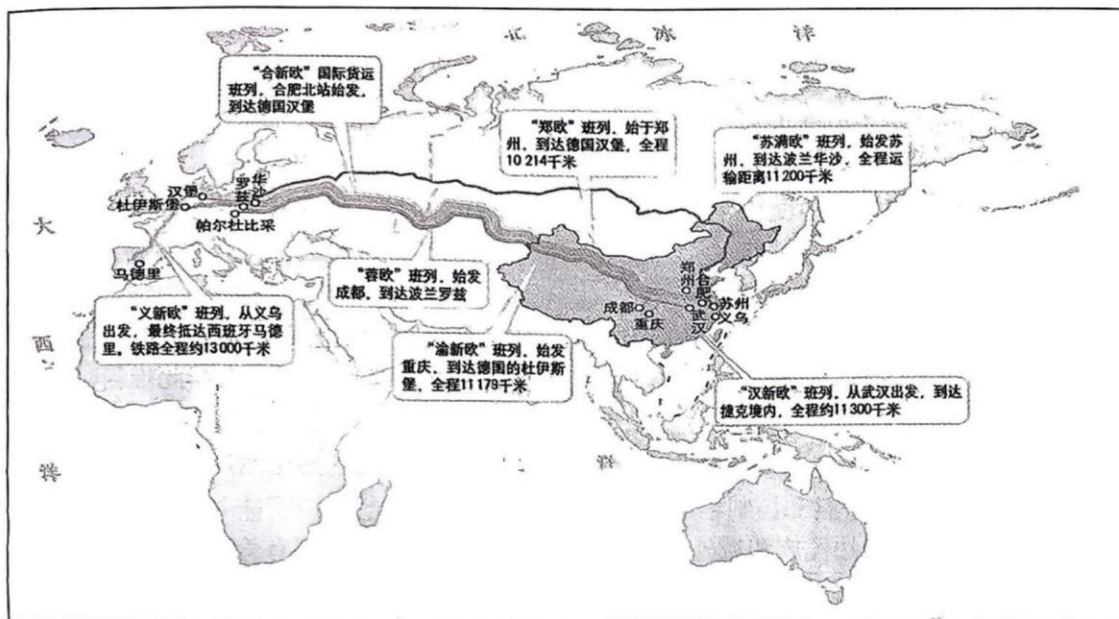 北 冰 洋
“合新欧”国际货运
班列，合肥北站始发，
到达德国汉堡
“郑欧”班列，始于郑
州，到达德国汉堡，全程
10 214千米
“苏满欧”班列，始发苏
州，到达波兰华沙，全程运
输距离11 200千米
汉堡
杜伊斯堡
罗兹
华沙
帕尔杜比采
马德里
大
西
洋
“蓉欧”班列，始发
成都，到达波兰罗兹
郑州
合肥
苏州
义乌
武汉
成都
重庆
“义新欧”班列，从义乌
出发，最终抵达西班牙马德
里。铁路全程约13 000千米
“渝新欧”班列，始发
重庆，到达德国的杜伊斯
堡，全程11 179千米
“汉新欧”班列，从武汉出发，到达
捷克境内，全程约11 300千米
洋